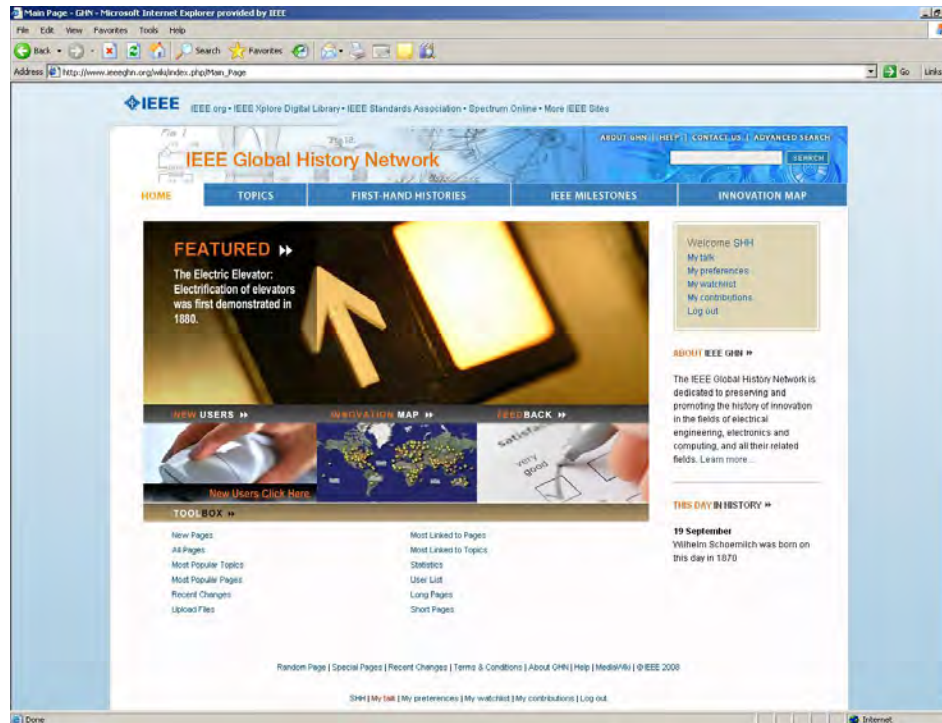 Main Page - GHN - Microsoft Internet Explorer provided by IEEE
File Edit View Favorites Tools Help
Back Search Favorites
Address http://www.ieeeghn.org/wiki/index.php/Main_Page Go Links
IEEE IEEE.org • IEEE Xplore Digital Library • IEEE Standards Association • Spectrum Online • More IEEE Sites
ABOUT GHN | HELP | CONTACT US | ADVANCED SEARCH
IEEE Global History Network
SEARCH
HOME TOPICS FIRST-HAND HISTORIES IEEE MILESTONES INNOVATION MAP
FEATURED
The Electric Elevator:
Electrification of elevators
was first demonstrated in
1880.
Welcome SHH
My talk
My preferences
My watchlist
My contributions
Log out
ABOUT IEEE GHN
The IEEE Global History Network is
dedicated to preserving and
promoting the history of innovation
in the fields of electrical
engineering, electronics and
computing, and all their related
fields. Learn more...
NEW USERS INNOVATION MAP FEEDBACK
very
good
New Users Click Here
TOOLBOX
New Pages
All Pages
Most Popular Topics
Most Popular Pages
Recent Changes
Upload Files
Most Linked to Pages
Most Linked to Topics
Statistics
User List
Long Pages
Short Pages
THIS DAY IN HISTORY
19 September
Wilhelm Schoemilch was born on
this day in 1870
Random Page | Special Pages | Recent Changes | Terms & Conditions | About GHN | Help | MediaWiki | © IEEE 2008
SHH | My talk | My preferences | My watchlist | My contributions | Log out
Done Internet